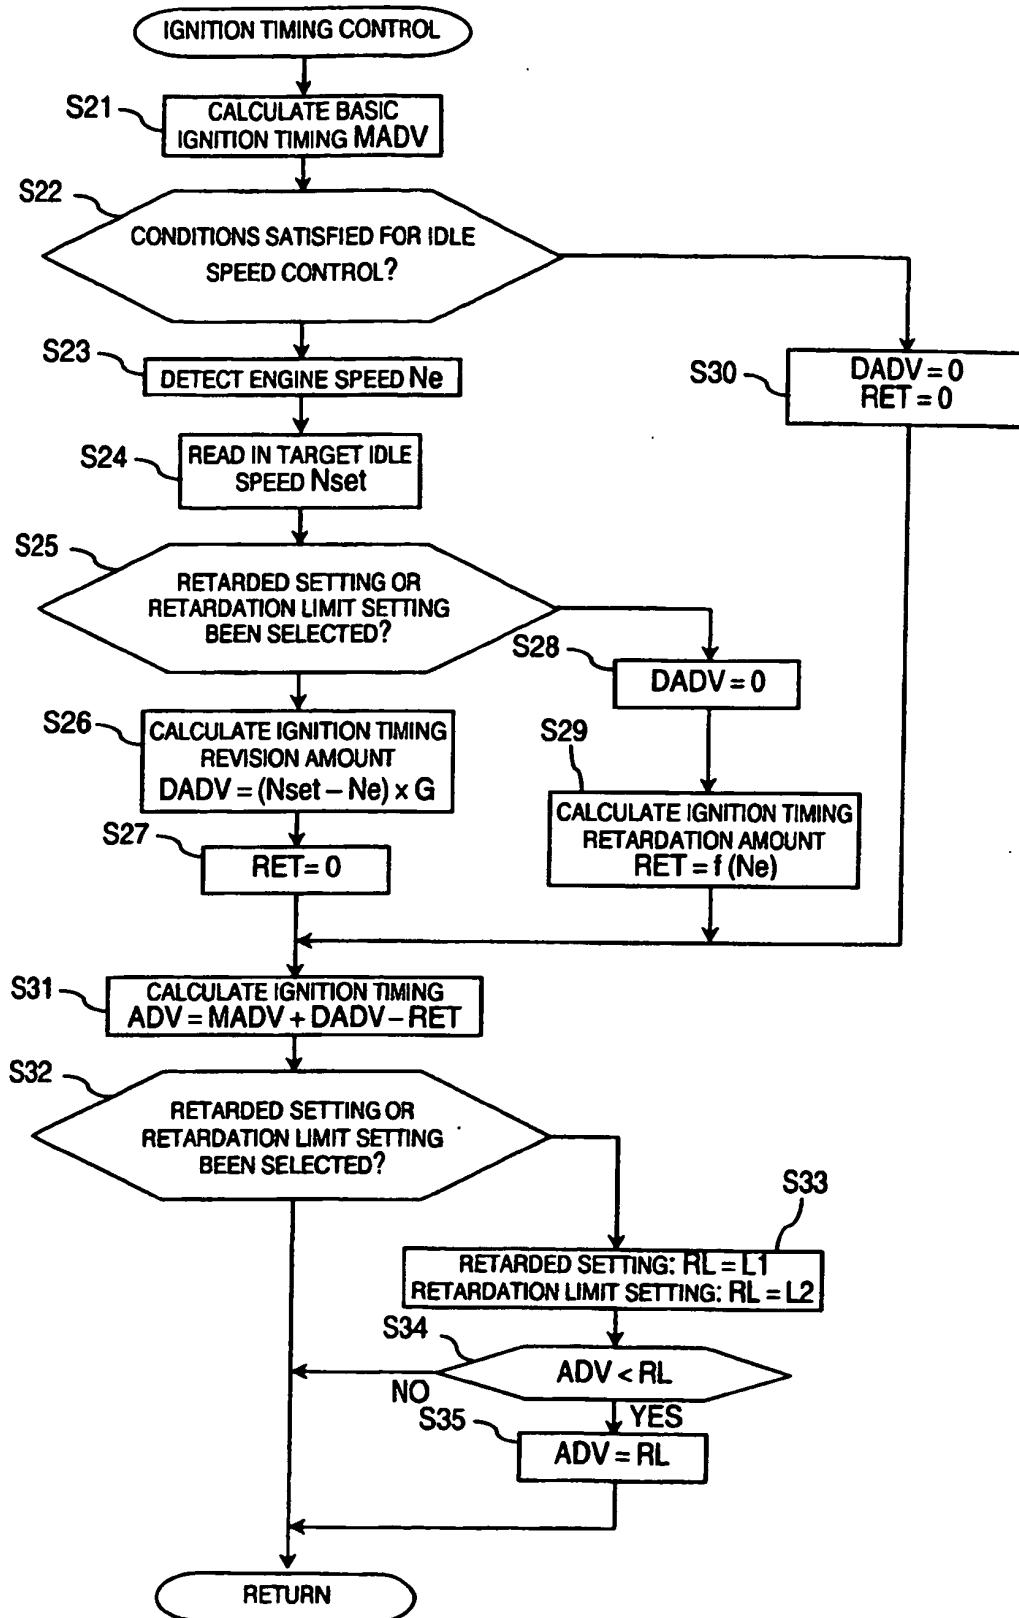 IGNITION TIMING CONTROL
S21
CALCULATE BASIC
IGNITION TIMING MADV
S22
CONDITIONS SATISFIED FOR IDLE
SPEED CONTROL?
S23
DETECT ENGINE SPEED Ne
S30
DADV = 0
RET = 0
S24
READ IN TARGET IDLE
SPEED Nset
S25
RETARDED SETTING OR
RETARDATION LIMIT SETTING
BEEN SELECTED?
S28
DADV = 0
S26
CALCULATE IGNITION TIMING
REVISION AMOUNT
DADV = (Nset – Ne) × G
S29
CALCULATE IGNITION TIMING
RETARDATION AMOUNT
RET = f (Ne)
S27
RET = 0
S31
CALCULATE IGNITION TIMING
ADV = MADV + DADV – RET
S32
RETARDED SETTING OR
RETARDATION LIMIT SETTING
BEEN SELECTED?
S33
RETARDED SETTING: RL = L1
RETARDATION LIMIT SETTING: RL = L2
S34
ADV < RL
NO
YES
S35
ADV = RL
RETURN